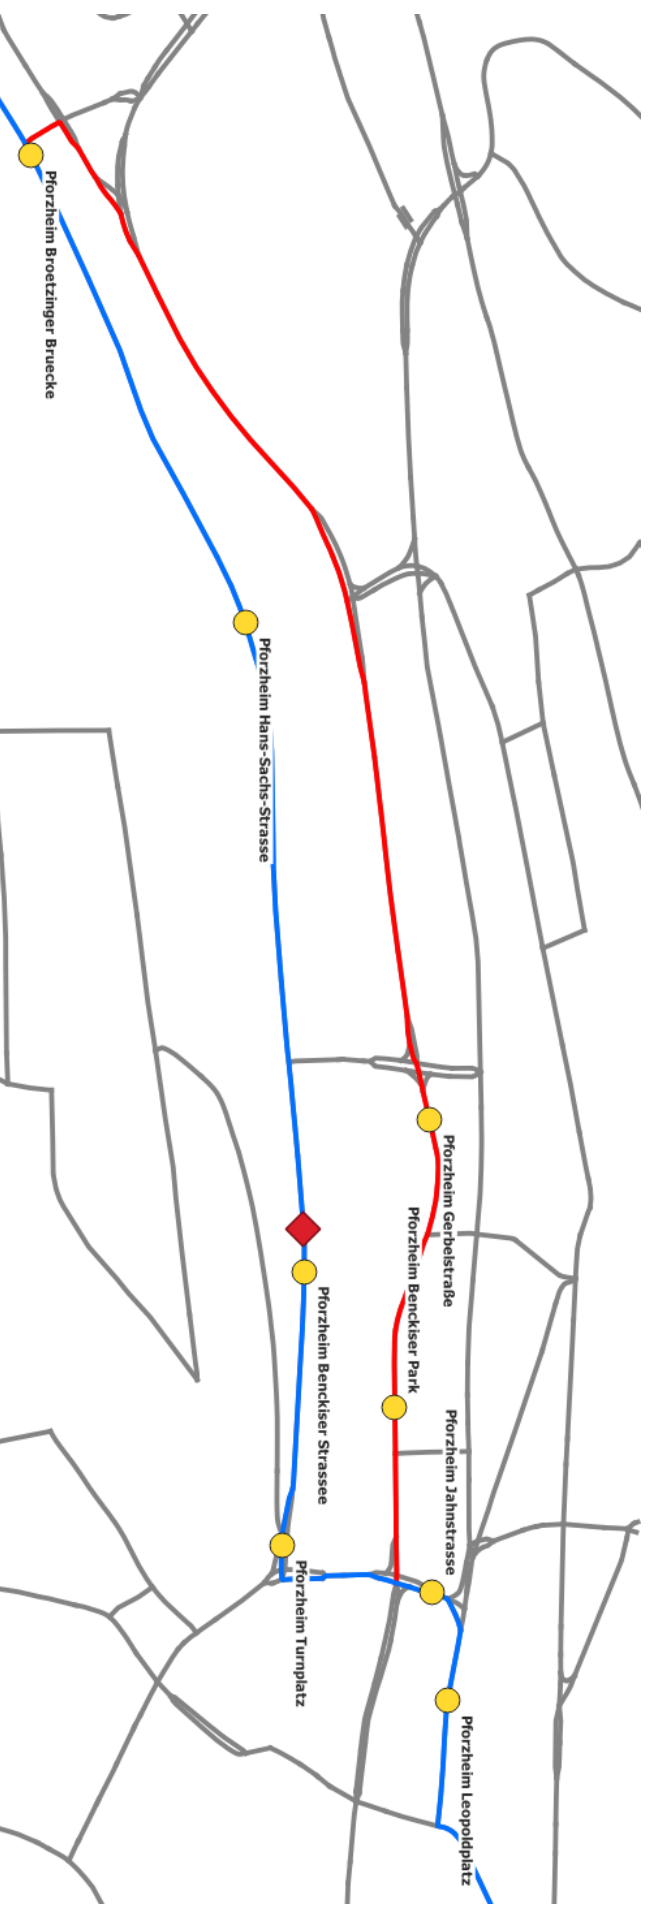 Pforzheim Broetzinger Bruecke
Pforzheim Hans-Sachs-Strasse
Pforzheim Gerbelstraße
Pforzheim Benckiser Park
Pforzheim Benckiser Strassee
Pforzheim Jahnstrasse
Pforzheim Turnplatz
Pforzheim Leopoldplatz